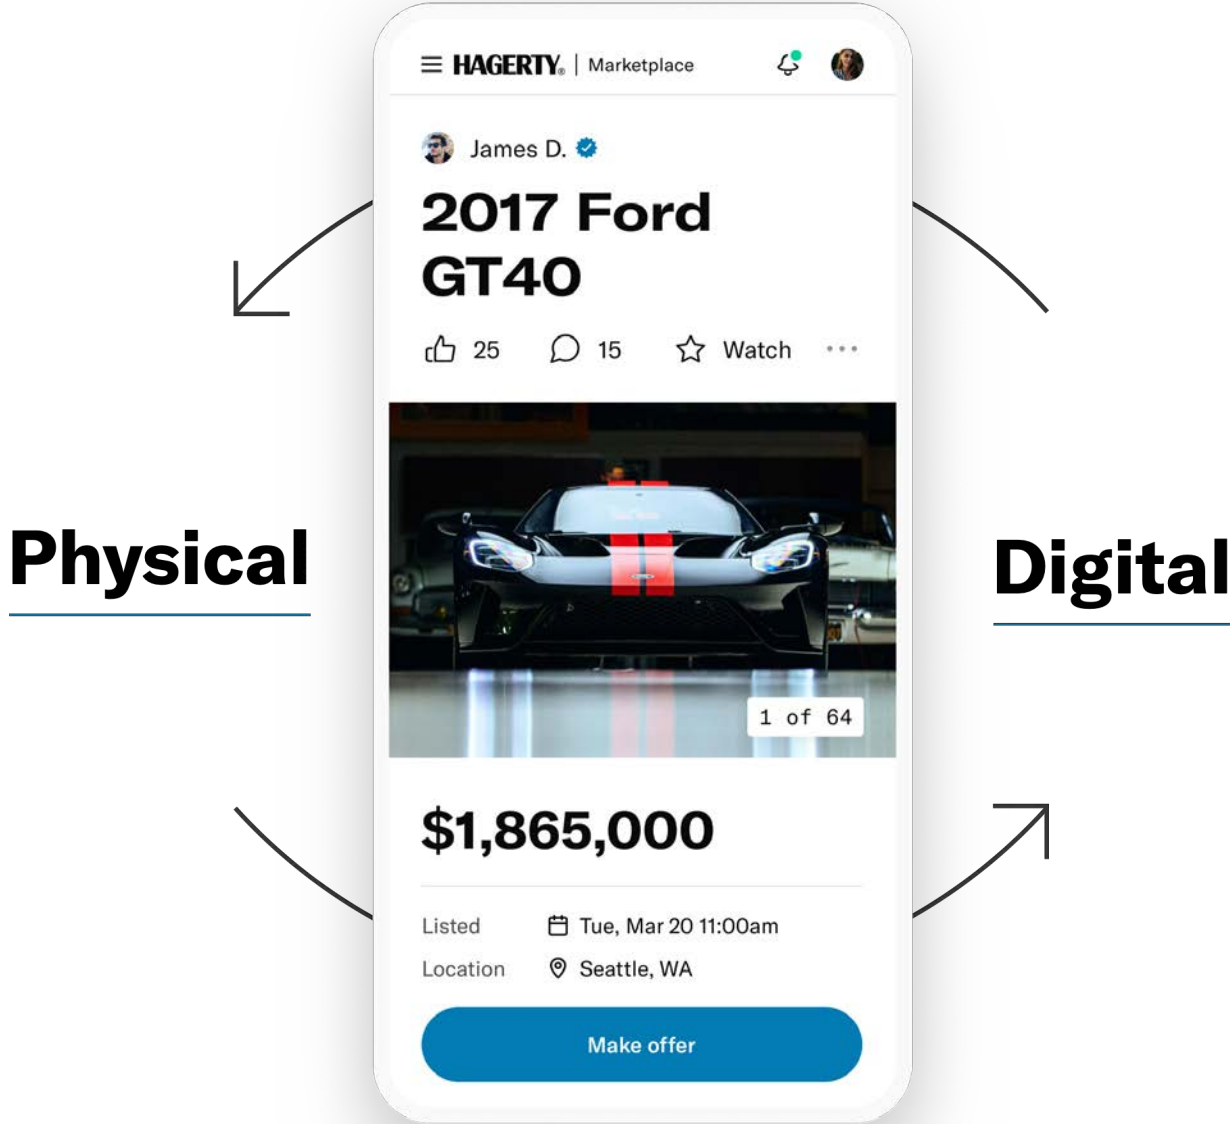 HAGERTY® | Marketplace
James D.
2017 Ford
GT40
25 15 Watch
Physical
Digital
1 of 64
$1,865,000
Listed Tue, Mar 20 11:00am
Location Seattle, WA
Make offer